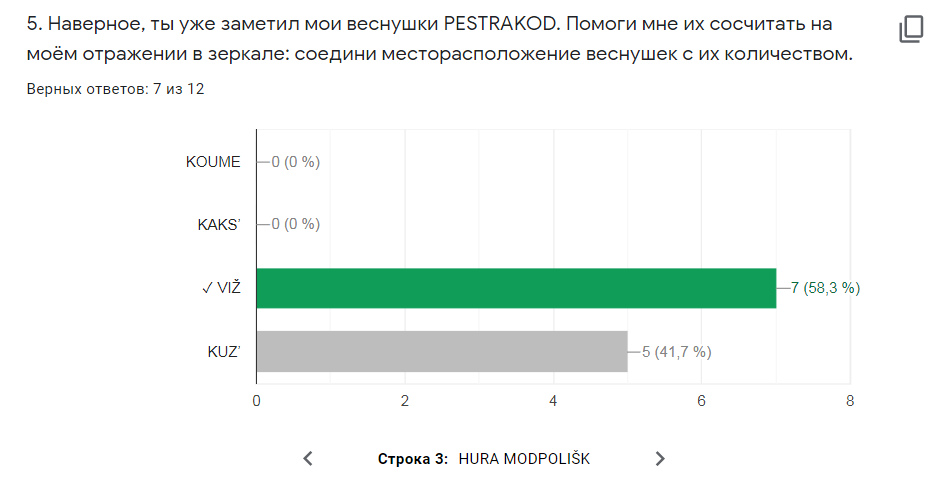 5. Наверное, ты уже заметил мои веснушки PESTRAKOD. Помоги мне их сосчитать на
моём отражении в зеркале: соедини месторасположение веснушек с их количеством.
Верных ответов: 7 из 12
KOUME 0 (0 %)
KAKS’ 0 (0 %)
✓ VIŽ 7 (58,3 %)
KUZ’ 5 (41,7 %)
0 2 4 6 8
Строка 3: HURA MODPOLIŠK